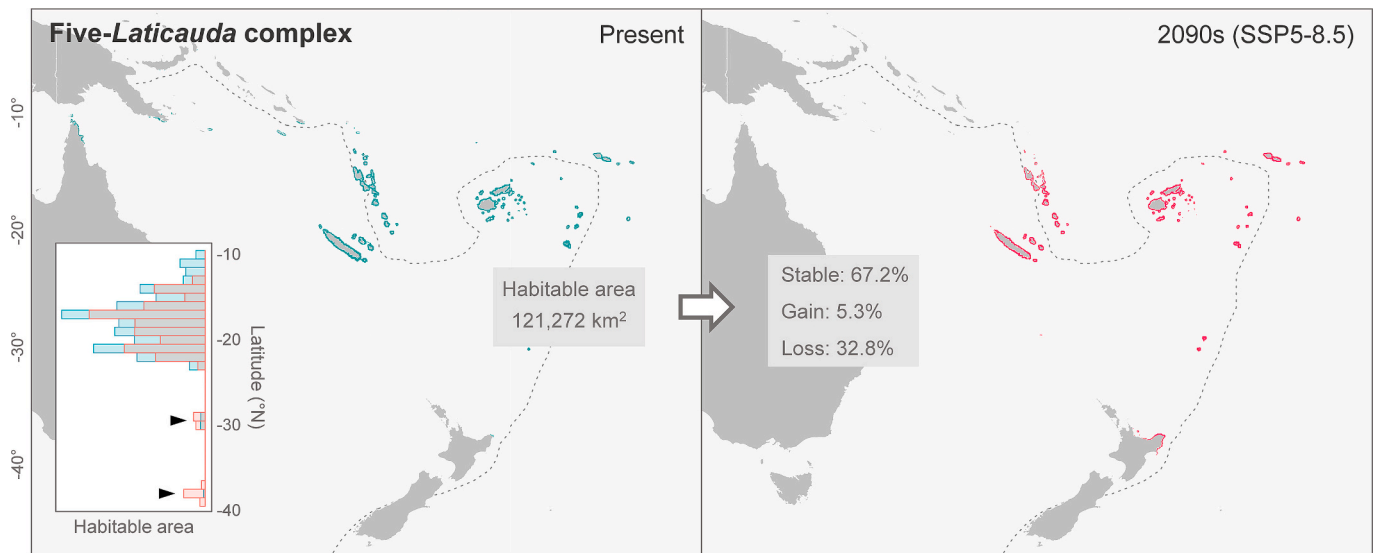 Five-Laticauda complex
Present
2090s (SSP5-8.5)
-10°
-20°
-30°
-40°
Habitable area
121,272 km²
Stable: 67.2%
Gain: 5.3%
Loss: 32.8%
-10
-20
-30
-40
Latitude (°N)
Habitable area